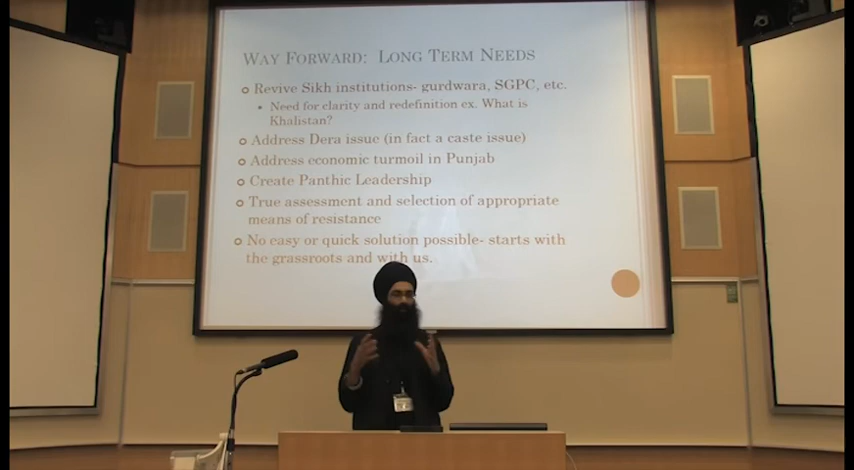 WAY FORWARD: LONG TERM NEEDS
Revive Sikh institutions- gurdwara, SGPC, etc.
Need for clarity and redefinition ex. What is
Khalistan?
Address Dera issue (in fact a caste issue)
Address economic turmoil in Punjab
Create Panthic Leadership
True assessment and selection of appropriate
means of resistance
No easy or quick solution possible- starts with
the grassroots and with us.